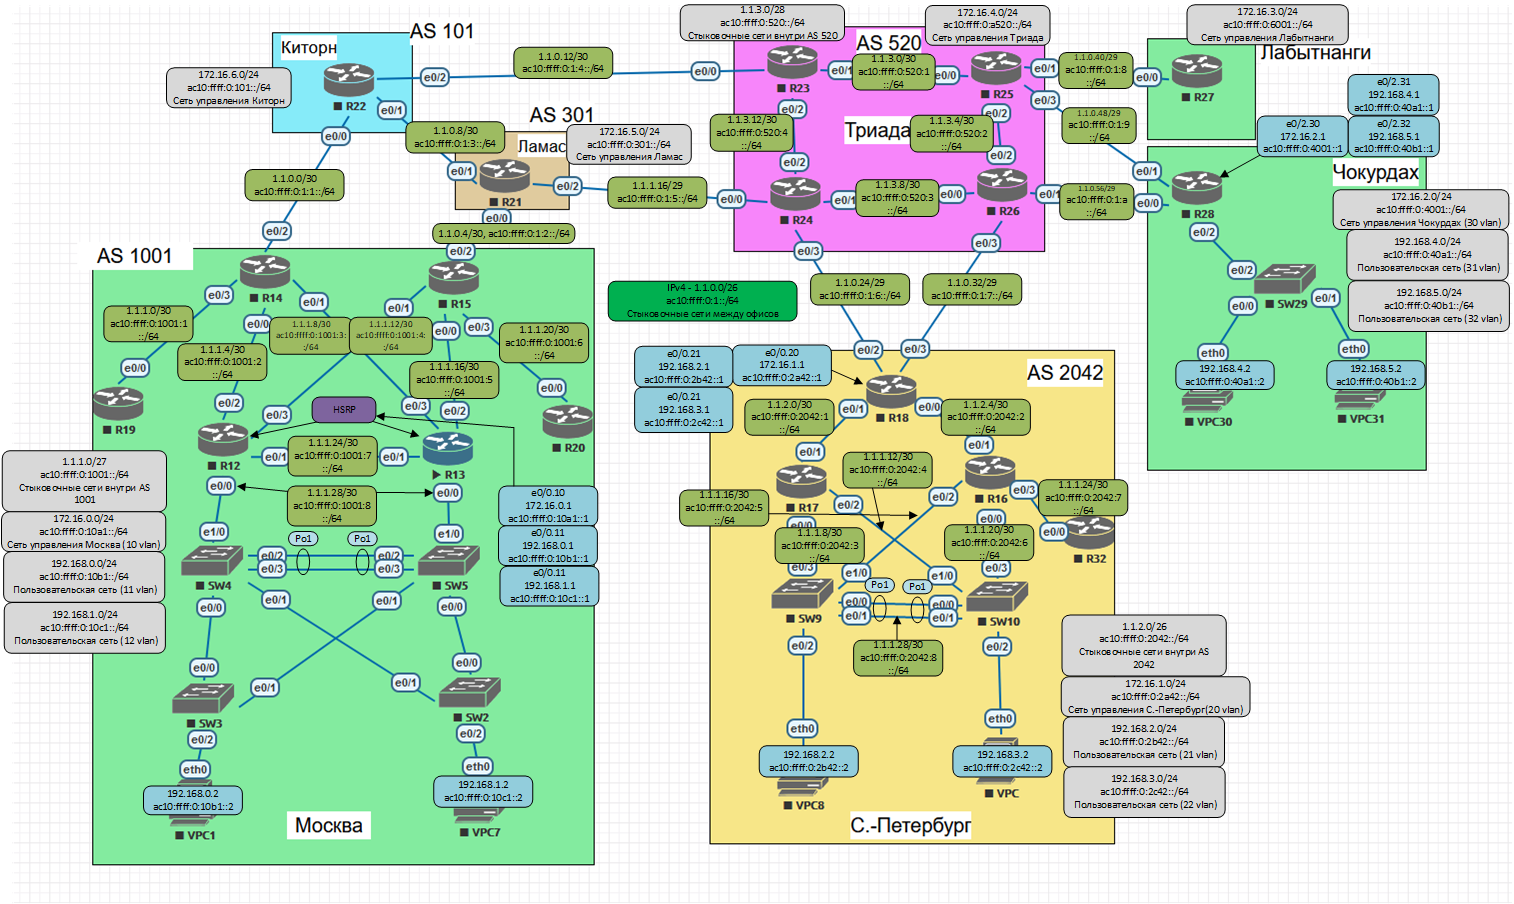 AS 101
Киторн
172.16.6.0/24
ac10:ffff:0:101::/64
Сеть управления Киторн
R22
e0/2
e0/1
e0/0
1.1.0.12/30
ac10:ffff:0:1:4::/64
e0/0
AS 301
Ламас
1.1.0.8/30
ac10:ffff:0:1:3::/64
172.16.5.0/24
ac10:ffff:0:301::/64
Сеть управления Ламас
e0/1
R21
e0/2
e0/0
1.1.0.0/30
ac10:ffff:0:1:1::/64
1.1.1.16/29
ac10:ffff:0:1:5::/64
e0/0
1.1.0.4/30, ac10:ffff:0:1:2::/64
1.1.3.0/28
ac10:ffff:0:520::/64
Стыковочные сети внутри AS 520
AS 520
172.16.4.0/24
ac10:ffff:0:a520::/64
Сеть управления Триада
R23
e0/1
1.1.3.0/30
ac10:ffff:0:520:1
::/64
e0/0
R25
e0/1
e0/3
e0/2
e0/2
1.1.3.12/30
ac10:ffff:0:520:4
::/64
Триада
1.1.3.4/30
ac10:ffff:0:520:2
::/64
e0/2
e0/2
R24
e0/1
1.1.3.8/30
ac10:ffff:0:520:3
::/64
e0/0
R26
e0/1
e0/3
e0/3
172.16.3.0/24
ac10:ffff:0:6001::/64
Сеть управления Лабытнанги
Лабытнанги
1.1.0.40/29
ac10:ffff:0:1:8
::/64
e0/0
R27
1.1.0.48/29
ac10:ffff:0:1:9
::/64
e0/2.31
192.168.4.1
ac10:ffff:0:40a1::1
e0/2.30
172.16.2.1
ac10:ffff:0:4001::1
e0/2.32
192.168.5.1
ac10:ffff:0:40b1::1
Чокурдах
e0/1
1.1.0.56/29
ac10:ffff:0:1:a
::/64
e0/0
R28
e0/2
172.16.2.0/24
ac10:ffff:0:4001::/64
Сеть управления Чокурдах (30 vlan)
192.168.4.0/24
ac10:ffff:0:40a1::/64
Пользовательская сеть (31 vlan)
192.168.5.0/24
ac10:ffff:0:40b1::/64
Пользовательская сеть (32 vlan)
e0/2
SW29
e0/0
e0/1
eth0
192.168.4.2
ac10:ffff:0:40a1::2
VPC30
eth0
192.168.5.2
ac10:ffff:0:40b1::2
VPC31
IPv4 - 1.1.0.0/26
ac10:ffff:0:1::/64
Стыковочные сети между офисов
1.1.0.24/29
ac10:ffff:0:1:6::/64
1.1.0.32/29
ac10:ffff:0:1:7::/64
AS 1001
e0/2
R14
e0/3
e0/1
e0/0
e0/2
R15
e0/1
e0/0
e0/3
1.1.1.0/30
ac10:ffff:0:1001:1
::/64
1.1.1.4/30
ac10:ffff:0:1001:2
::/64
1.1.1.8/30
ac10:ffff:0:1001:3:
:/64
1.1.1.12/30
ac10:ffff:0:1001:4:
:/64
1.1.1.16/30
ac10:ffff:0:1001:5
::/64
1.1.1.20/30
ac10:ffff:0:1001:6
::/64
e0/0
R19
e0/2
e0/3
HSRP
e0/3
e0/2
e0/0
R20
R12
e0/1
1.1.1.24/30
ac10:ffff:0:1001:7
::/64
e0/1
R13
e0/0
1.1.1.28/30
ac10:ffff:0:1001:8
::/64
e0/0
1.1.1.0/27
ac10:ffff:0:1001::/64
Стыковочные сети внутри AS
1001
172.16.0.0/24
ac10:ffff:0:10a1::/64
Сеть управления Москва (10 vlan)
192.168.0.0/24
ac10:ffff:0:10b1::/64
Пользовательская сеть (11 vlan)
192.168.1.0/24
ac10:ffff:0:10c1::/64
Пользовательская сеть (12 vlan)
e0/0.10
172.16.0.1
ac10:ffff:0:10a1::1
e0/0.11
192.168.0.1
ac10:ffff:0:10b1::1
e0/0.11
192.168.1.1
ac10:ffff:0:10c1::1
e1/0
e1/0
Po1
Po1
SW4
e0/2
e0/3
e0/2
e0/3
SW5
e0/0
e0/1
e0/1
e0/0
e0/0
e0/1
e0/1
e0/0
SW3
e0/2
SW2
e0/2
eth0
192.168.0.2
ac10:ffff:0:10b1::2
VPC1
eth0
192.168.1.2
ac10:ffff:0:10c1::2
VPC7
Москва
e0/0.21
192.168.2.1
ac10:ffff:0:2b42::1
e0/0.20
172.16.1.1
ac10:ffff:0:2a42::1
e0/0.21
192.168.3.1
ac10:ffff:0:2c42::1
e0/2
e0/3
AS 2042
R18
e0/1
e0/0
1.1.2.0/30
ac10:ffff:0:2042:1
::/64
1.1.2.4/30
ac10:ffff:0:2042:2
::/64
e0/1
e0/1
R17
e0/2
e0/0
1.1.1.12/30
ac10:ffff:0:2042:4
::/64
R16
e0/2
e0/3
e0/0
1.1.1.24/30
ac10:ffff:0:2042:7
::/64
1.1.1.16/30
ac10:ffff:0:2042:5
::/64
1.1.1.8/30
ac10:ffff:0:2042:3
::/64
1.1.1.20/30
ac10:ffff:0:2042:6
::/64
e0/0
R32
e0/3
e1/0
e1/0
e0/3
Po1
Po1
SW9
e0/0
e0/1
e0/0
e0/1
SW10
e0/2
1.1.1.28/30
ac10:ffff:0:2042:8
::/64
e0/2
eth0
192.168.2.2
ac10:ffff:0:2b42::2
VPC8
eth0
192.168.3.2
ac10:ffff:0:2c42::2
VPC
С.-Петербург
1.1.2.0/26
ac10:ffff:0:2042::/64
Стыковочные сети внутри AS
2042
172.16.1.0/24
ac10:ffff:0:2a42::/64
Сеть управления С.-Петербург(20 vlan)
192.168.2.0/24
ac10:ffff:0:2b42::/64
Пользовательская сеть (21 vlan)
192.168.3.0/24
ac10:ffff:0:2c42::/64
Пользовательская сеть (22 vlan)